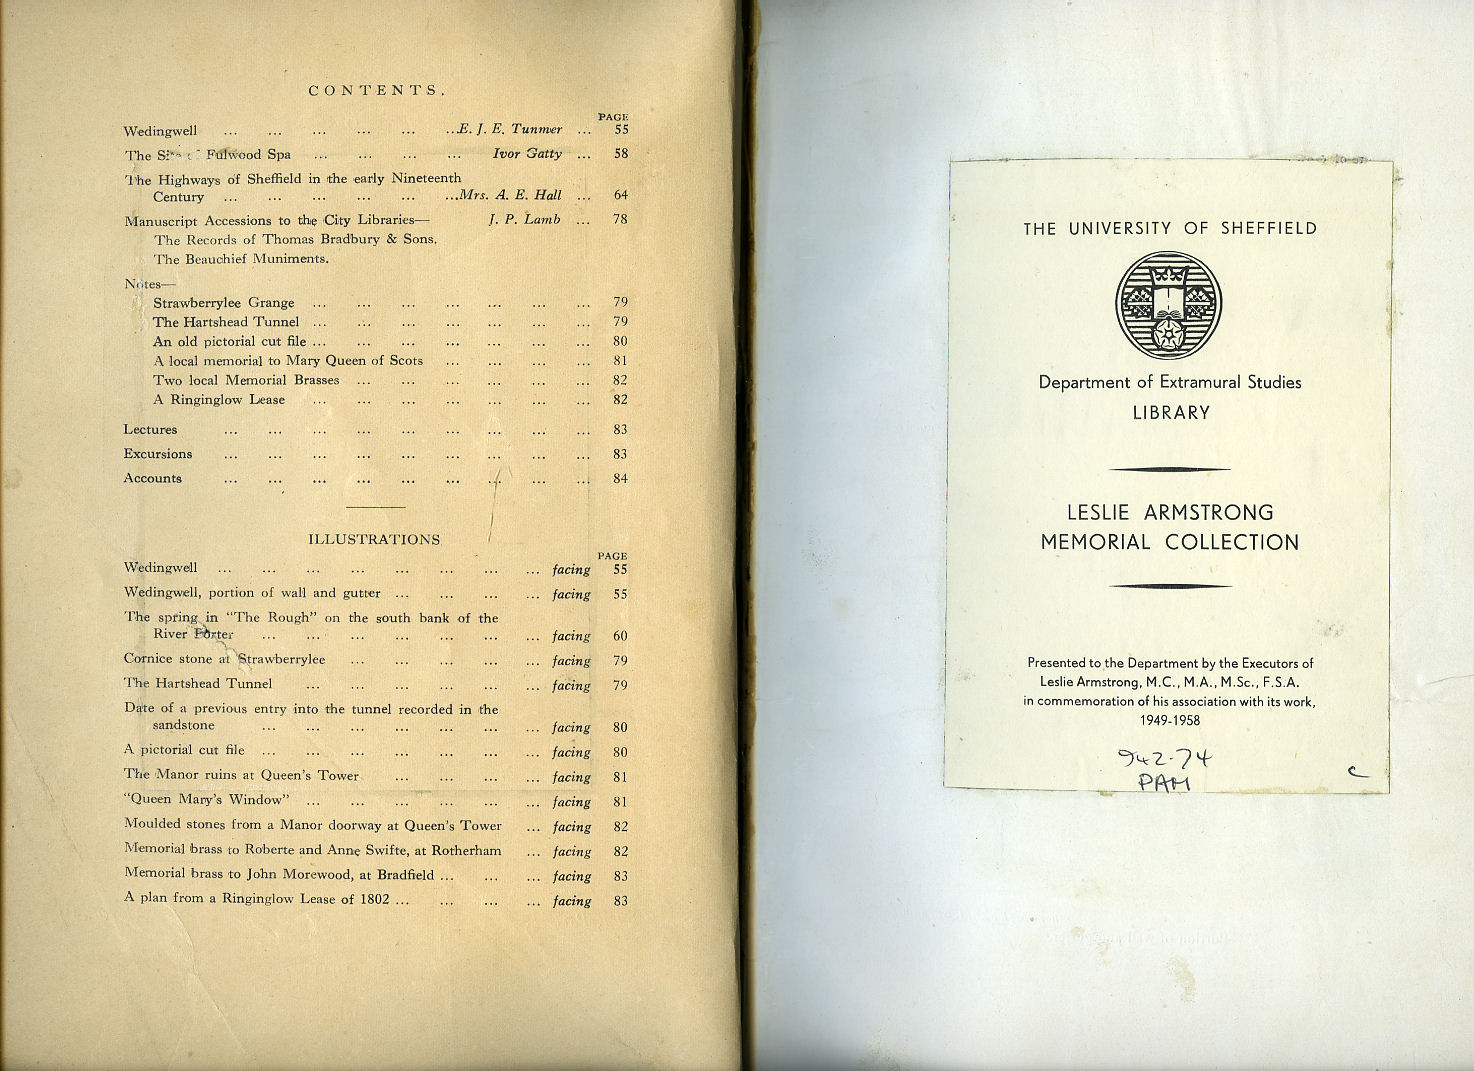 CONTENTS.
PAGE
Wedingwell ... ... ... ... ... ...E. J. E. Tunmer ... 55
The Site of Fulwood Spa ... ... ... ... Ivor Gatty ... 58
The Highways of Sheffield in the early Nineteenth
Century ... ... ... ... ... ...Mrs. A. E. Hall ... 64
Manuscript Accessions to the City Libraries— J. P. Lamb ... 78
The Records of Thomas Bradbury & Sons.
The Beauchief Muniments.
Notes—
Strawberrylee Grange ... ... ... ... ... ... ... 79
The Hartshead Tunnel ... ... ... ... ... ... ... 79
An old pictorial cut file ... ... ... ... ... ... ... 80
A local memorial to Mary Queen of Scots ... ... ... ... 81
Two local Memorial Brasses ... ... ... ... ... ... 82
A Ringinglow Lease ... ... ... ... ... ... ... 82
Lectures ... ... ... ... ... ... ... ... ... 83
Excursions ... ... ... ... ... ... ... ... ... 83
Accounts ... ... ... ... ... ... ... ... ... 84
ILLUSTRATIONS
PAGE
Wedingwell ... ... ... ... ... ... ... ... facing 55
Wedingwell, portion of wall and gutter ... ... ... ... facing 55
The spring in "The Rough" on the south bank of the
River Porter ... ... ... ... ... ... ... facing 60
Cornice stone at Strawberrylee ... ... ... ... ... facing 79
The Hartshead Tunnel ... ... ... ... ... ... facing 79
Date of a previous entry into the tunnel recorded in the
sandstone ... ... ... ... ... ... ... facing 80
A pictorial cut file ... ... ... ... ... ... ... facing 80
The Manor ruins at Queen's Tower ... ... ... ... facing 81
"Queen Mary's Window" ... ... ... ... ... ... facing 81
Moulded stones from a Manor doorway at Queen's Tower ... facing 82
Memorial brass to Roberte and Anne Swifte, at Rotherham ... facing 82
Memorial brass to John Morewood, at Bradfield ... ... ... facing 83
A plan from a Ringinglow Lease of 1802 ... ... ... ... facing 83
THE UNIVERSITY OF SHEFFIELD
Department of Extramural Studies
LIBRARY
LESLIE ARMSTRONG
MEMORIAL COLLECTION
Presented to the Department by the Executors of
Leslie Armstrong, M.C., M.A., M.Sc., F.S.A.
in commemoration of his association with its work,
1949-1958
942.74
PAM
C